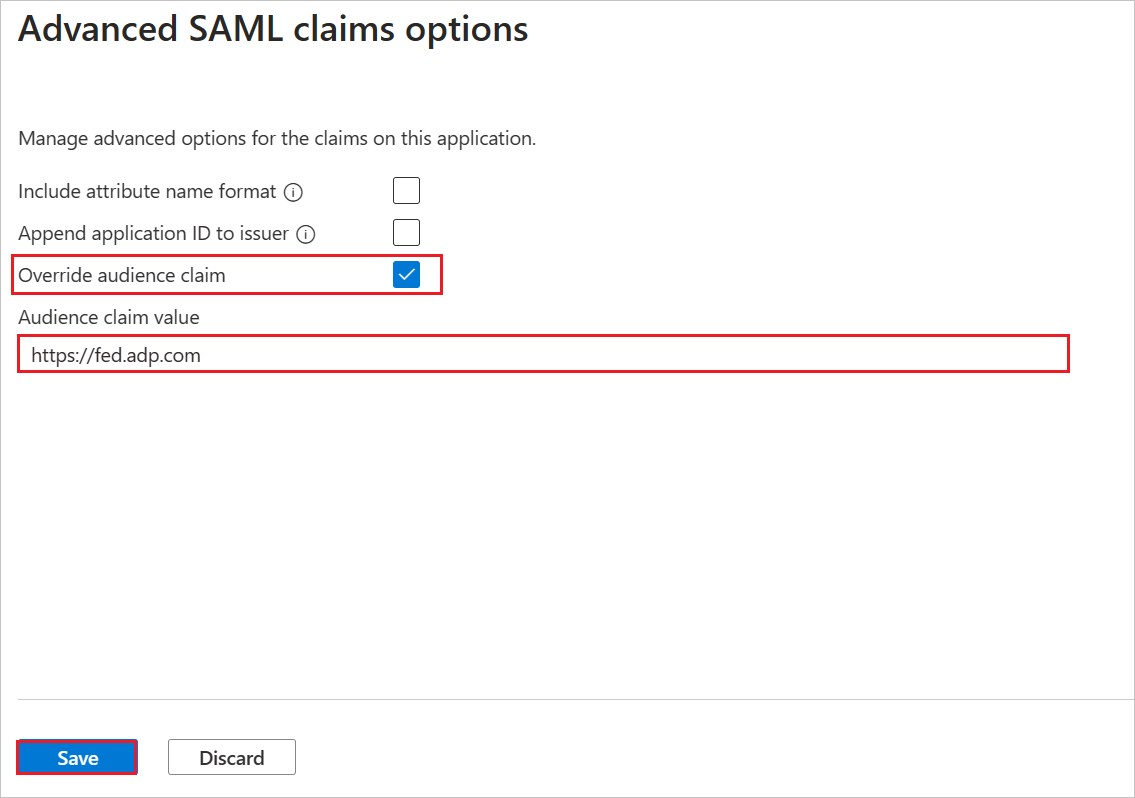 Advanced SAML claims options
Manage advanced options for the claims on this application.
Include attribute name format
Append application ID to issuer
Override audience claim
Audience claim value
https://fed.adp.com
Save
Discard